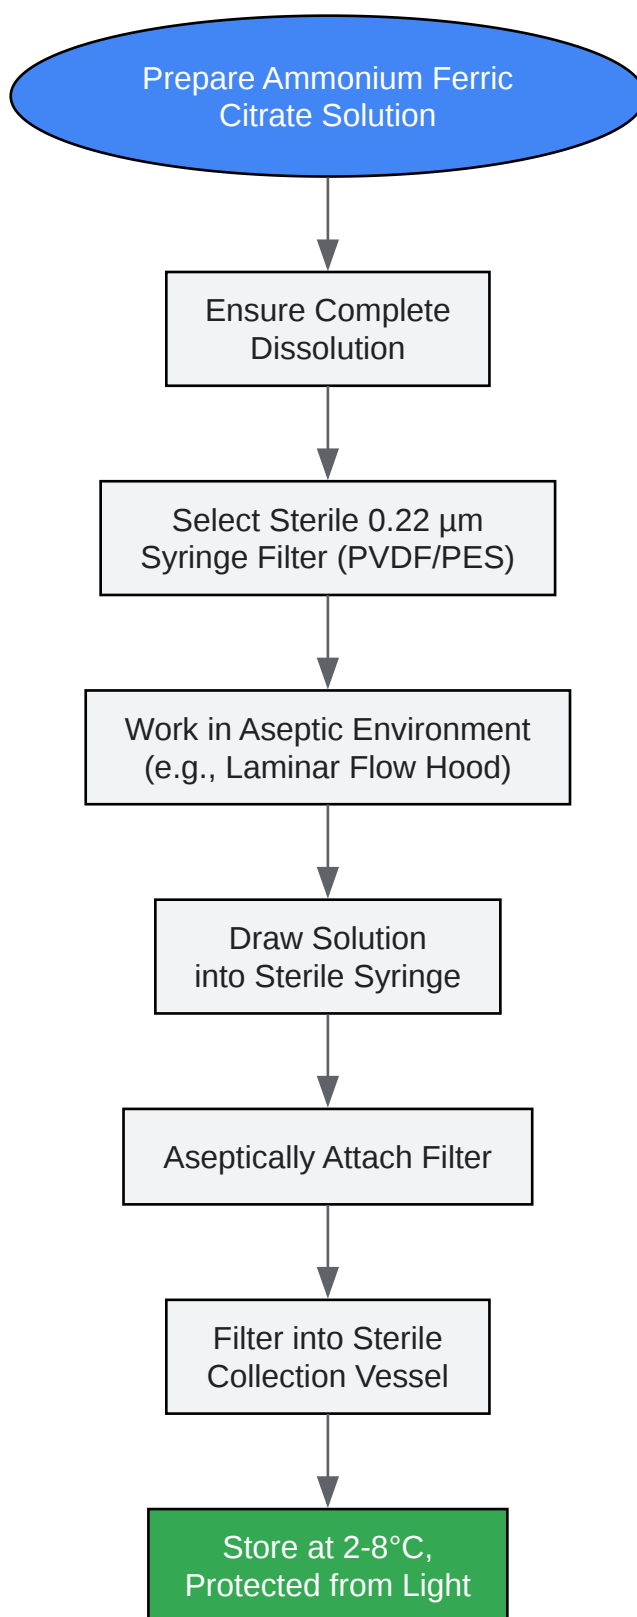 Prepare Ammonium Ferric
Citrate Solution
Ensure Complete
Dissolution
Select Sterile 0.22 µm
Syringe Filter (PVDF/PES)
Work in Aseptic Environment
(e.g., Laminar Flow Hood)
Draw Solution
into Sterile Syringe
Aseptically Attach Filter
Filter into Sterile
Collection Vessel
Store at 2-8°C,
Protected from Light